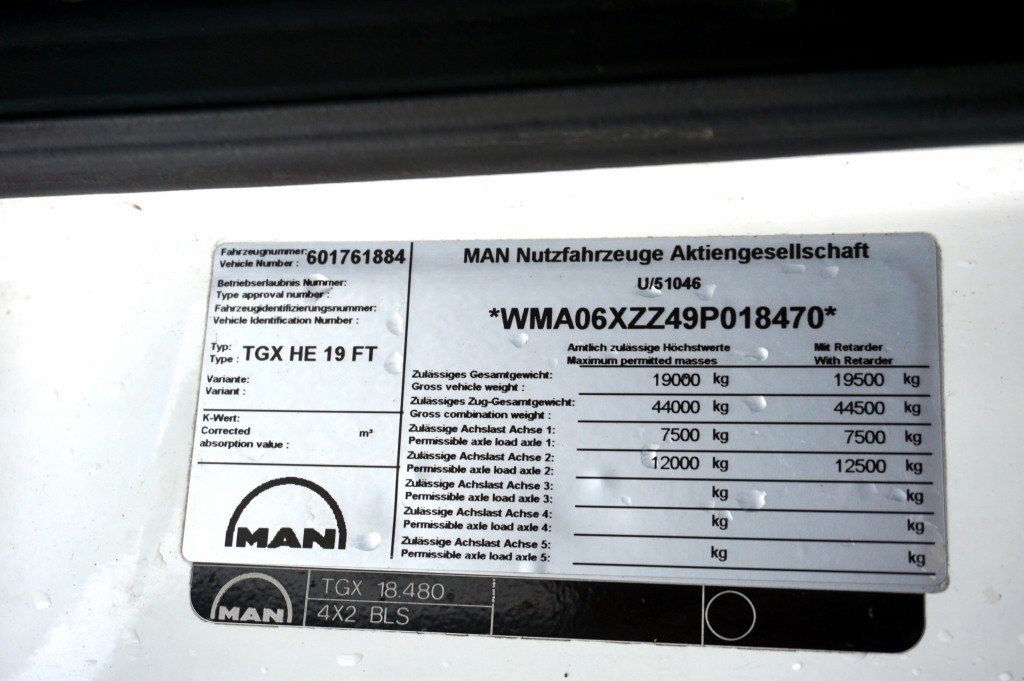 Fahrzeugnummer: 601761884
Vehicle Number :
Betriebserlaubnis Nummer:
Type approval number :
Fahrzeugidentifizierungsnummer:
Vehicle Identification Number :
Typ:
Type : TGX HE 19 FT
Variante:
Variant :
K-Wert:
Corrected m³
absorption value :
MAN
MAN Nutzfahrzeuge Aktiengesellschaft
U/51046
*WMA06XZZ49P018470*
Amtlich zulässige Höchstwerte Mit Retarder
Maximum permitted masses With Retarder
Zulässiges Gesamtgewicht:
Gross vehicle weight : 19000 kg 19500 kg
Zulässiges Zug-Gesamtgewicht:
Gross combination weight : 44000 kg 44500 kg
Zulässige Achslast Achse 1:
Permissible axle load axle 1: 7500 kg 7500 kg
Zulässige Achslast Achse 2:
Permissible axle load axle 2: 12000 kg 12500 kg
Zulässige Achslast Achse 3:
Permissible axle load axle 3: kg kg
Zulässige Achslast Achse 4:
Permissible axle load axle 4: kg kg
Zulässige Achslast Achse 5:
Permissible axle load axle 5: kg kg
MAN
TGX 18.480
4X2 BLS